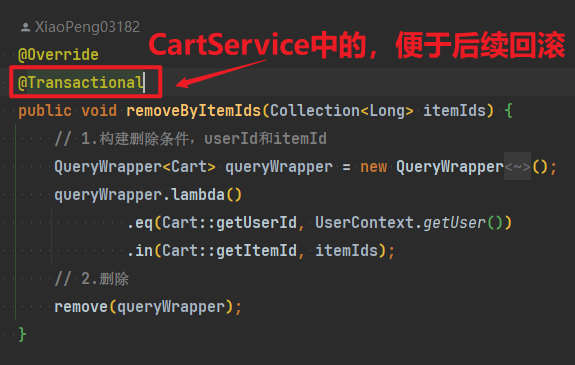 XiaoPeng03182
CartService中的，便于后续回滚
@Override
@Transactional
public void removeByItemIds(Collection<Long> itemIds) {
// 1.构建删除条件，userId和itemId
QueryWrapper<Cart> queryWrapper = new QueryWrapper<~>();
queryWrapper.lambda()
.eq(Cart::getUserId, UserContext.getUser())
.in(Cart::getItemId, itemIds);
// 2.删除
remove(queryWrapper);
}